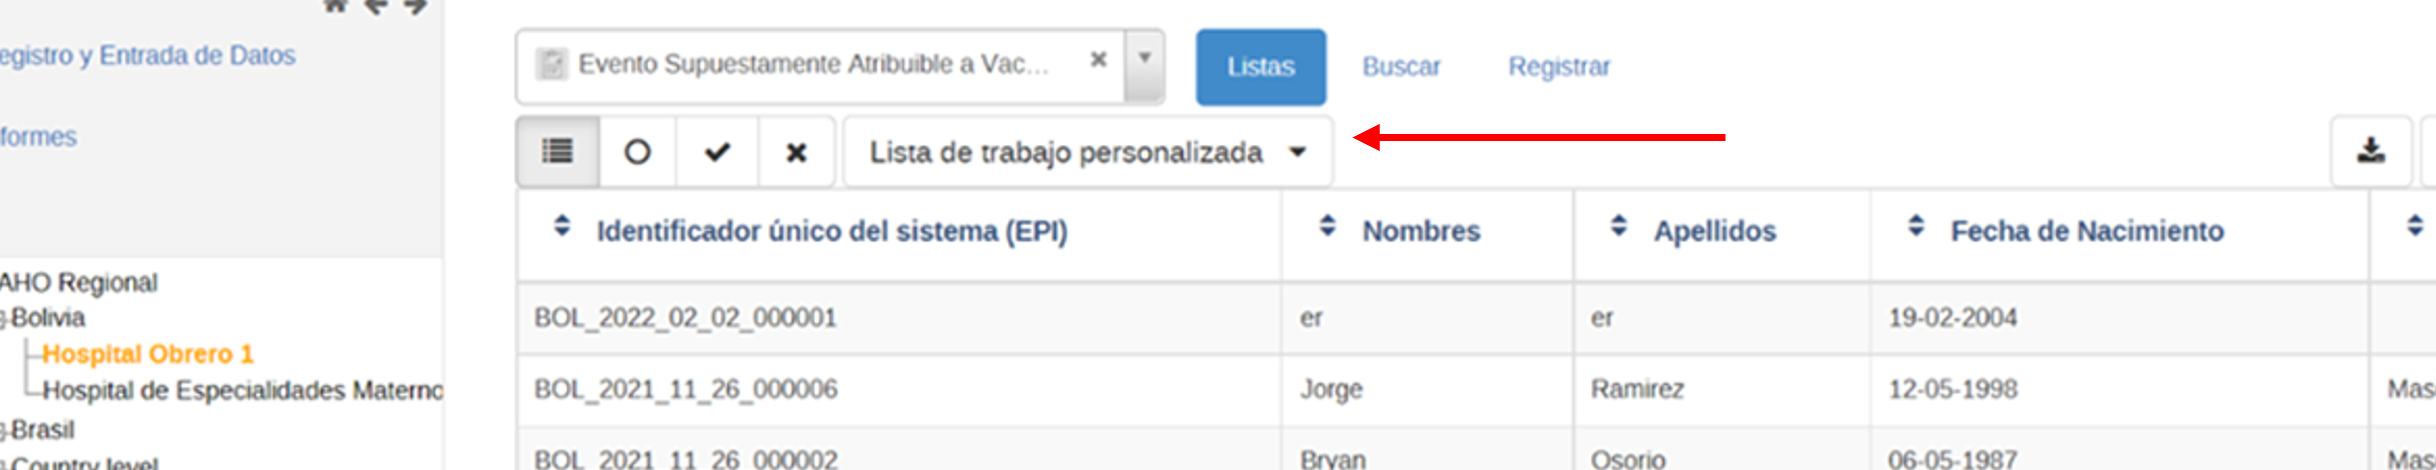 egistro y Entrada de Datos
formes
AHO Regional
Bolivia
Hospital Obrero 1
Hospital de Especialidades Materno
Brasil
Country level
Evento Supuestamente Atribuible a Vac...
Listas
Buscar
Registrar
Lista de trabajo personalizada
Identificador único del sistema (EPI) Nombres Apellidos Fecha de Nacimiento
BOL_2022_02_02_000001 er er 19-02-2004
BOL_2021_11_26_000006 Jorge Ramirez 12-05-1998 Mas
BOL_2021_11_26_000002 Bryan Osorio 06-05-1987 Mas